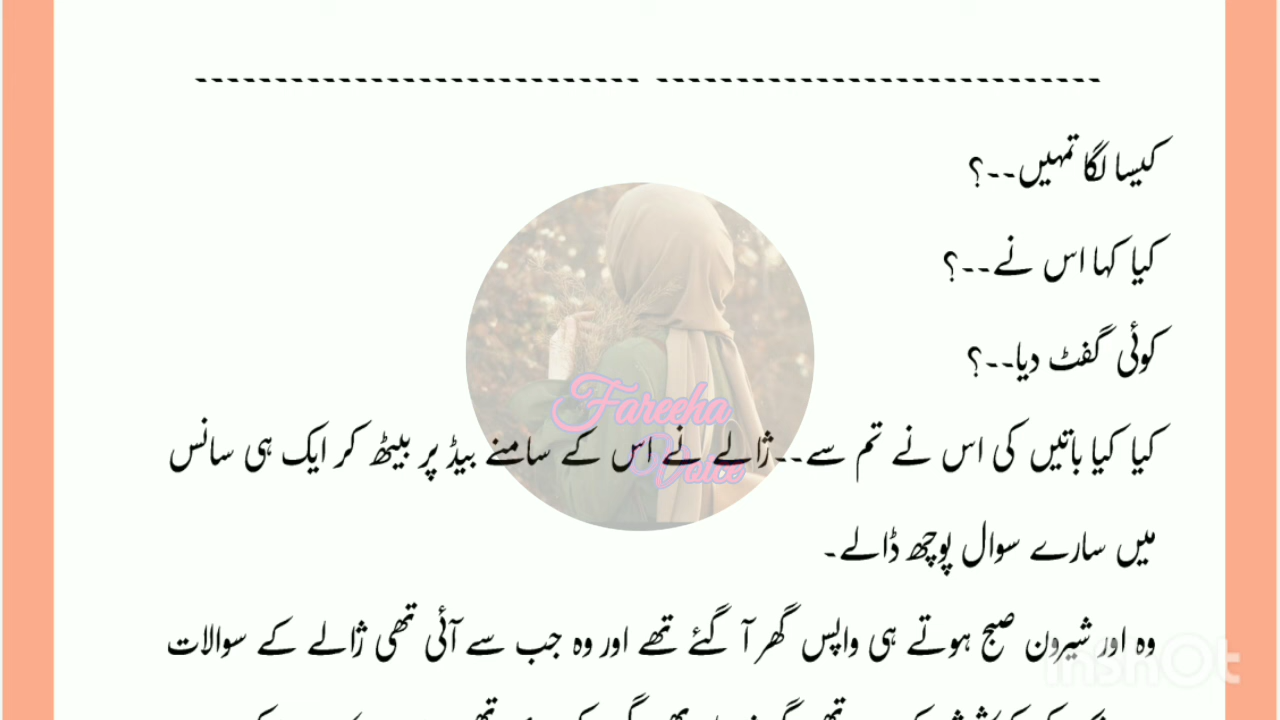 کیسا لگا تمہیں۔۔؟
کیا کہا اس نے۔۔؟
کوئی گفٹ دیا۔۔؟
کیا کیا باتیں کی اس نے تم سے۔۔ژالے نے اس کے سامنے بیڈ پر بیٹھ کر ایک ہی سانس
میں سارے سوال پوچھ ڈالے۔
وہ اور شیرون صبح ہوتے ہی واپس گھر آ گئے تھے اور وہ جب سے آئی تھی ژالے کے سوالات
Fareeha
Voice
InShOt